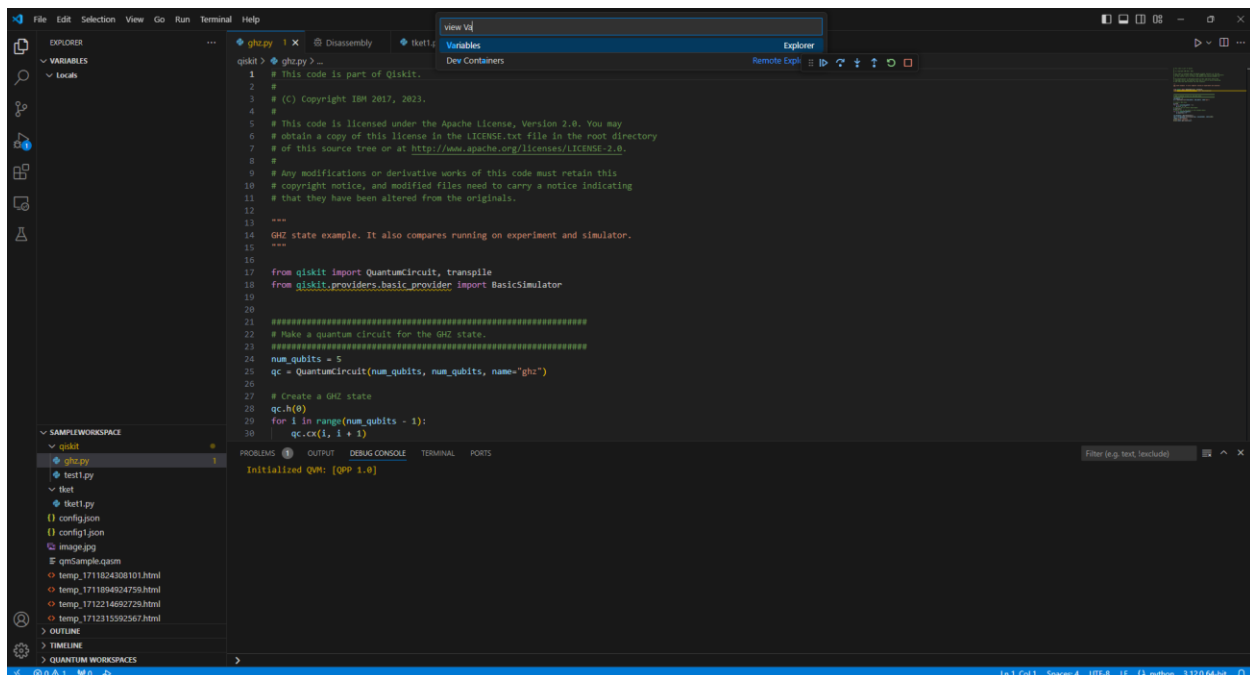 File Edit Selection View Go Run Terminal Help
view Va
Variables Explorer
Dev Containers Remote Expl
EXPLORER
VARIABLES
Locals
ghz.py 1
Disassembly
tket1.p
qiskit > ghz.py > ...
1 # This code is part of Qiskit.
2 #
3 # (C) Copyright IBM 2017, 2023.
4 #
5 # This code is licensed under the Apache License, Version 2.0. You may
6 # obtain a copy of this license in the LICENSE.txt file in the root directory
7 # of this source tree or at http://www.apache.org/licenses/LICENSE-2.0.
8 #
9 # Any modifications or derivative works of this code must retain this
10 # copyright notice, and modified files need to carry a notice indicating
11 # that they have been altered from the originals.
12
13 """
14 GHZ state example. It also compares running on experiment and simulator.
15 """
16
17 from qiskit import QuantumCircuit, transpile
18 from qiskit.providers.basic_provider import BasicSimulator
19
20
21 ###############################################################
22 # Make a quantum circuit for the GHZ state.
23 ###############################################################
24 num_qubits = 5
25 qc = QuantumCircuit(num_qubits, num_qubits, name="ghz")
26
27 # Create a GHZ state
28 qc.h(0)
29 for i in range(num_qubits - 1):
30 qc.cx(i, i + 1)
SAMPLEWORKSPACE
qiskit
ghz.py 1
test1.py
tket
tket1.py
config.json
config1.json
image.jpg
qmSample.qasm
temp_1711824308101.html
temp_1711894924759.html
temp_1712214692729.html
temp_1712315592567.html
OUTLINE
TIMELINE
QUANTUM WORKSPACES
PROBLEMS 1 OUTPUT DEBUG CONSOLE TERMINAL PORTS
Filter (e.g. text, !exclude)
Initialized QVM: [QPP 1.0]
>
0 1 0
Ln 1, Col 1 Spaces: 4 UTF-8 LF python 3.12.0 64-bit